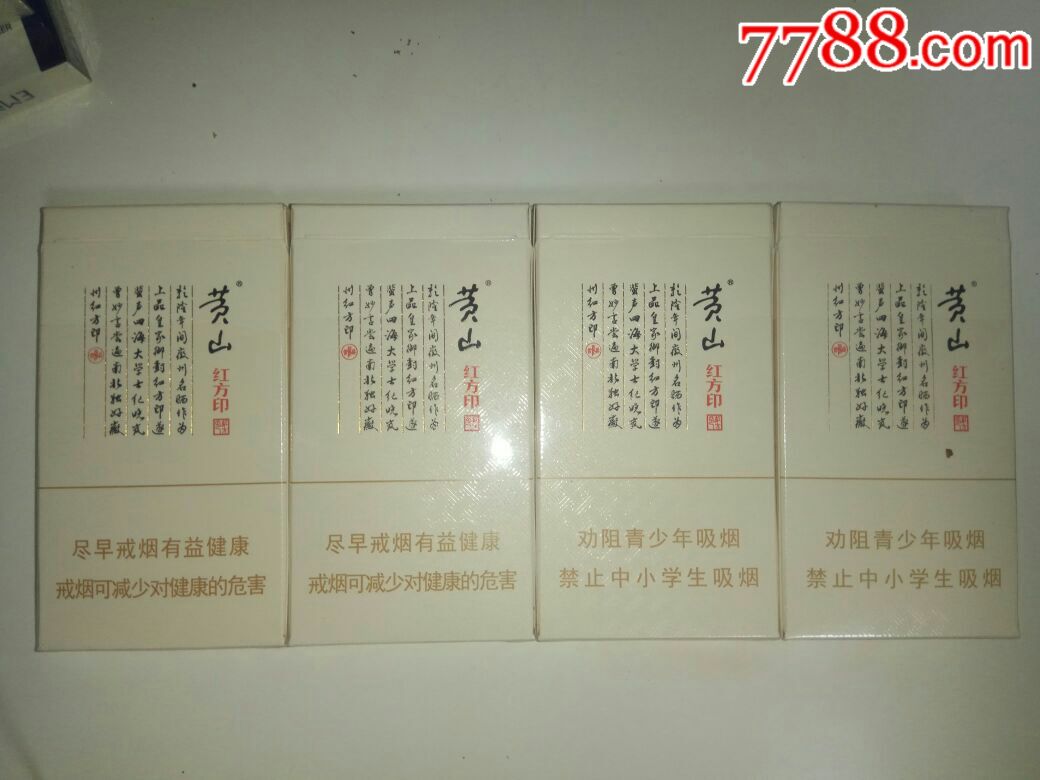 7788.com
黄山®
红方印
乾隆年间徽州名晒作为
上品皇家御封红方印遂
蜚声四海大学士纪晓岚
曾妙言尝遍南北独好徽
州红方印
尽早戒烟有益健康
戒烟可减少对健康的危害
黄山®
红方印
乾隆年间徽州名晒作为
上品皇家御封红方印遂
蜚声四海大学士纪晓岚
曾妙言尝遍南北独好徽
州红方印
尽早戒烟有益健康
戒烟可减少对健康的危害
黄山®
红方印
乾隆年间徽州名晒作为
上品皇家御封红方印遂
蜚声四海大学士纪晓岚
曾妙言尝遍南北独好徽
州红方印
劝阻青少年吸烟
禁止中小学生吸烟
黄山®
红方印
乾隆年间徽州名晒作为
上品皇家御封红方印遂
蜚声四海大学士纪晓岚
曾妙言尝遍南北独好徽
州红方印
劝阻青少年吸烟
禁止中小学生吸烟